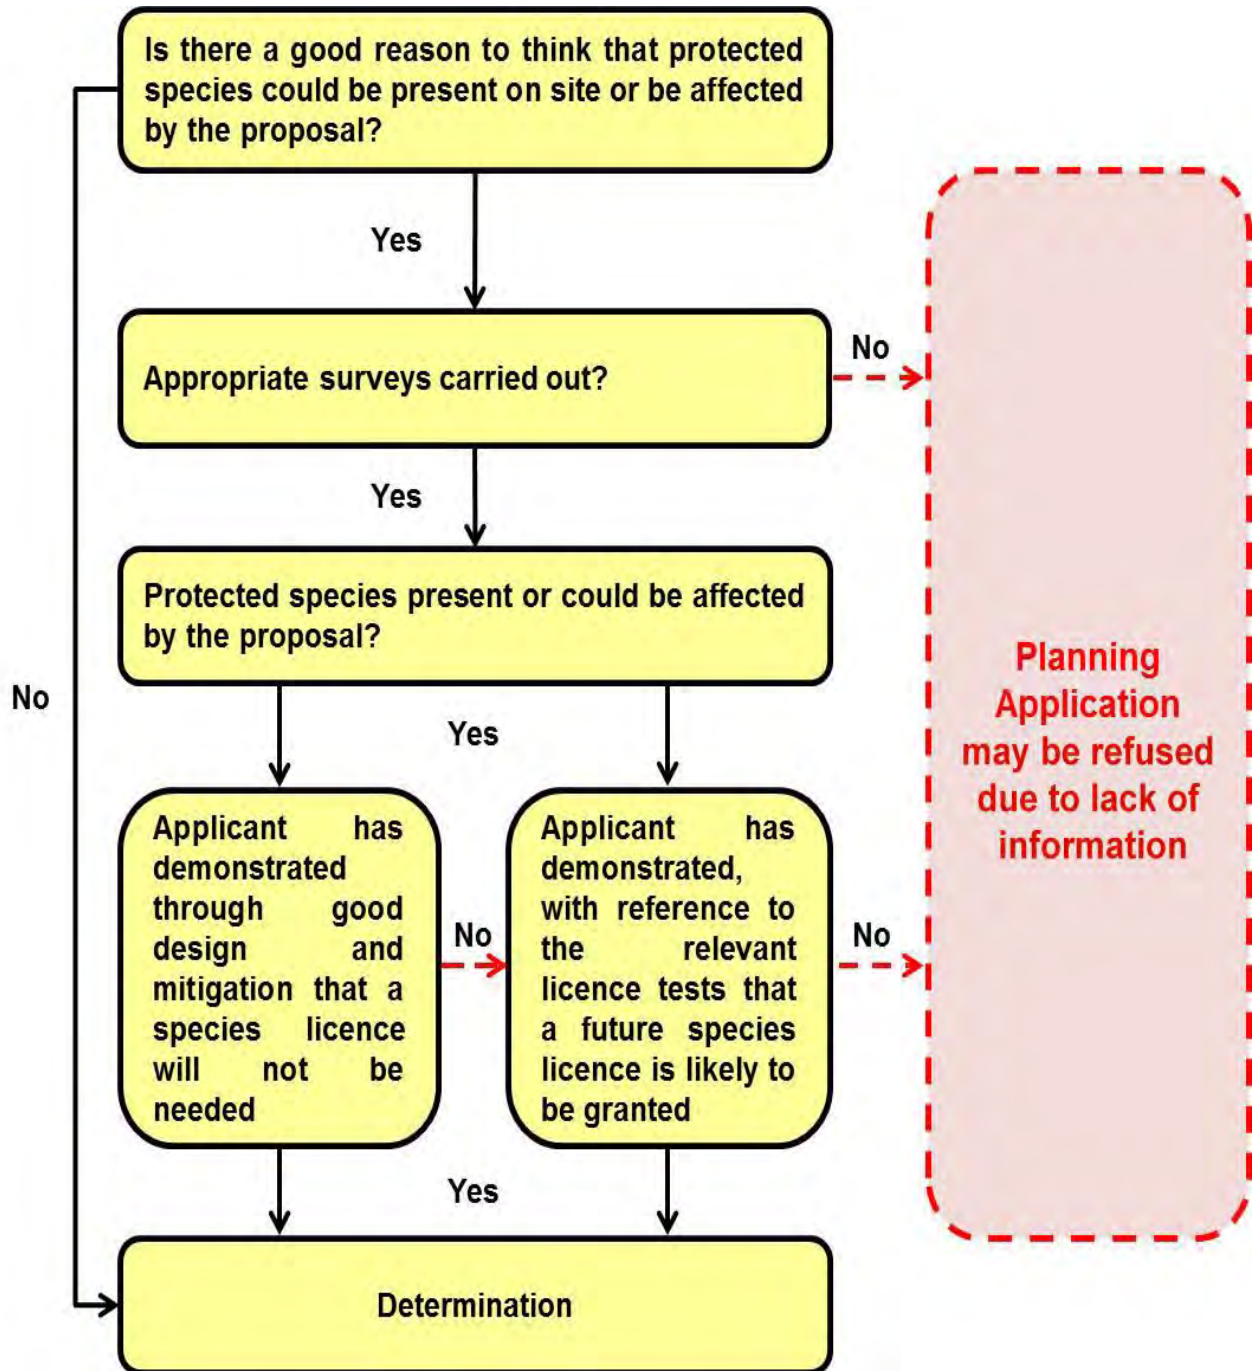 Is there a good reason to think that protected
species could be present on site or be affected
by the proposal?
Yes
No
Appropriate surveys carried out?
Yes
Protected species present or could be affected
by the proposal?
No
Yes
Planning
Application
may be refused
due to lack of
information
Applicant has
demonstrated
through good
design and
mitigation that a
species licence
will not be
needed
No
Applicant has
demonstrated,
with reference to
the relevant
licence tests that
a future species
licence is likely to
be granted
No
Yes
Determination